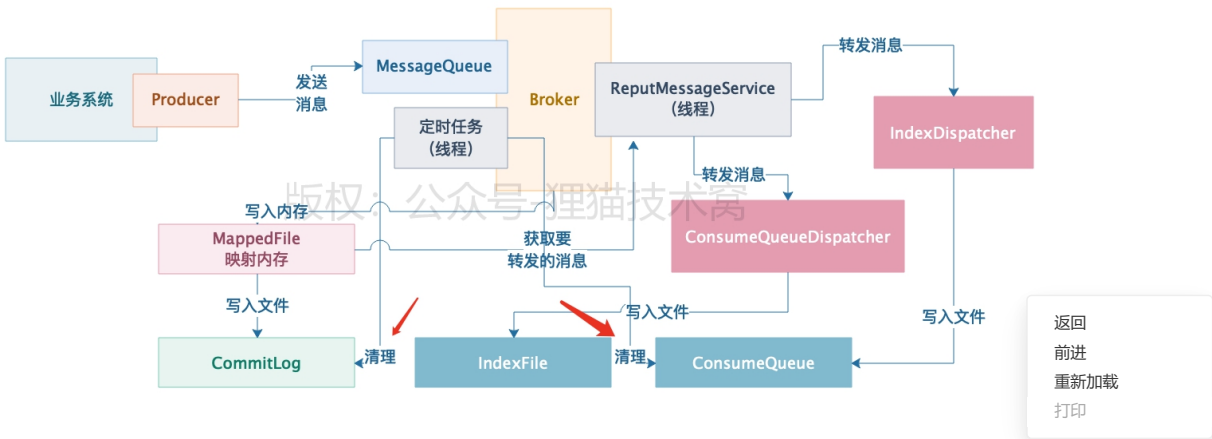 业务系统
Producer
发送
消息
MessageQueue
定时任务
（线程）
Broker
ReputMessageService
（线程）
转发消息
IndexDispatcher
转发消息
版权：公众号-狸猫技术窝
写入内存
MappedFile
映射内存
获取要
转发的消息
ConsumeQueueDispatcher
写入文件
写入文件
写入文件
CommitLog
清理
IndexFile
清理
ConsumeQueue
返回
前进
重新加载
打印